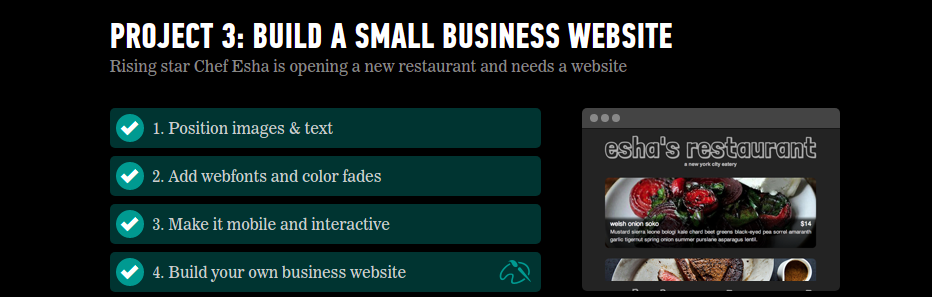 PROJECT 3: BUILD A SMALL BUSINESS WEBSITE
Rising star Chef Esha is opening a new restaurant and needs a website
1. Position images & text
2. Add webfonts and color fades
3. Make it mobile and interactive
4. Build your own business website
esha's restaurant
a new york city eatery
welsh onion soko $14
Mustard sierra leone bologi kale chard beet greens black-eyed pea sorrel amaranth
garlic tigernut spring onion summer purslane asparagus lentil.